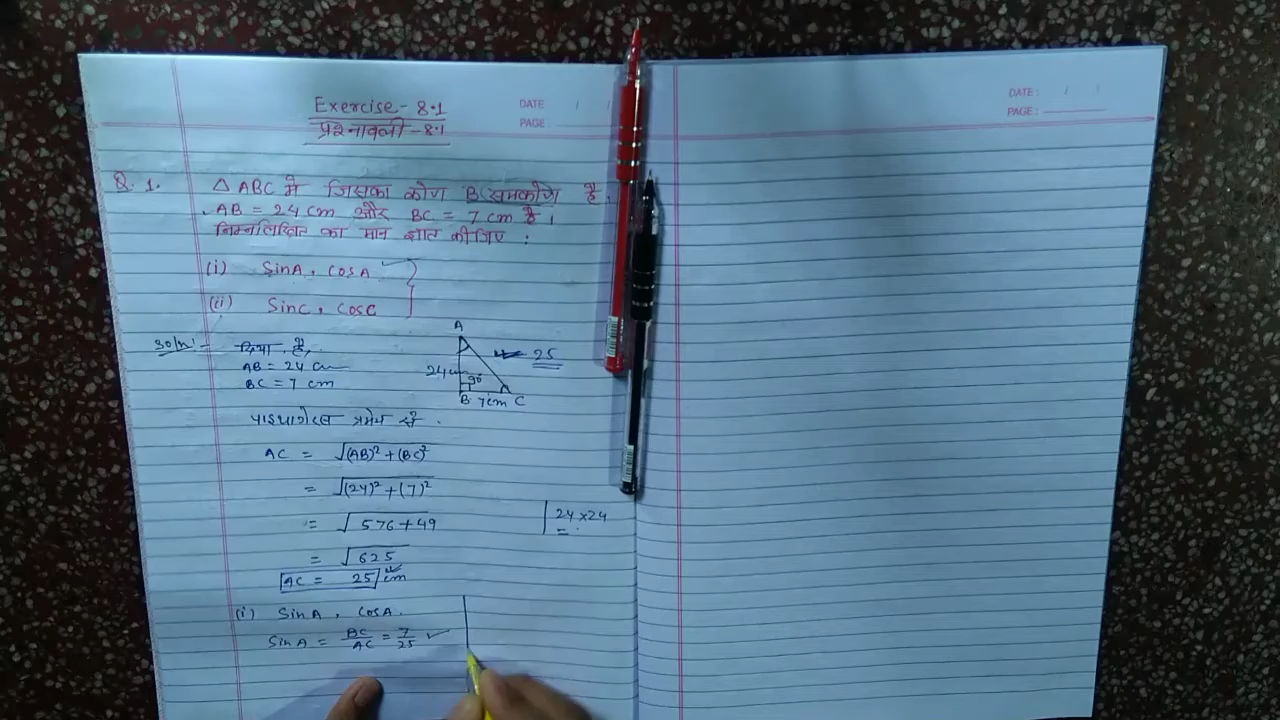 Exercise - 8.1
प्रश्नावली - 8.1
DATE / /
PAGE:
Q. 1. △ ABC में जिसका कोण B समकोण है
AB = 24 cm और BC = 7 cm है।
निम्नलिखित का मान ज्ञात कीजिए :
(i) SinA, cosA
(ii) Sinc, cosc
Soln:- दिया है,
AB = 24 cm
BC = 7 cm
A
24cm
25
90°
B 7cm C
पाइथागोरस प्रमेय से
AC = √(AB)² + (BC)²
= √(24)² + (7)²
= √576 + 49
24 × 24
=
= √625
AC = 25 cm
(i) SinA, cosA.
SinA = BC/AC = 7/25 ✓
DATE: / /
PAGE: